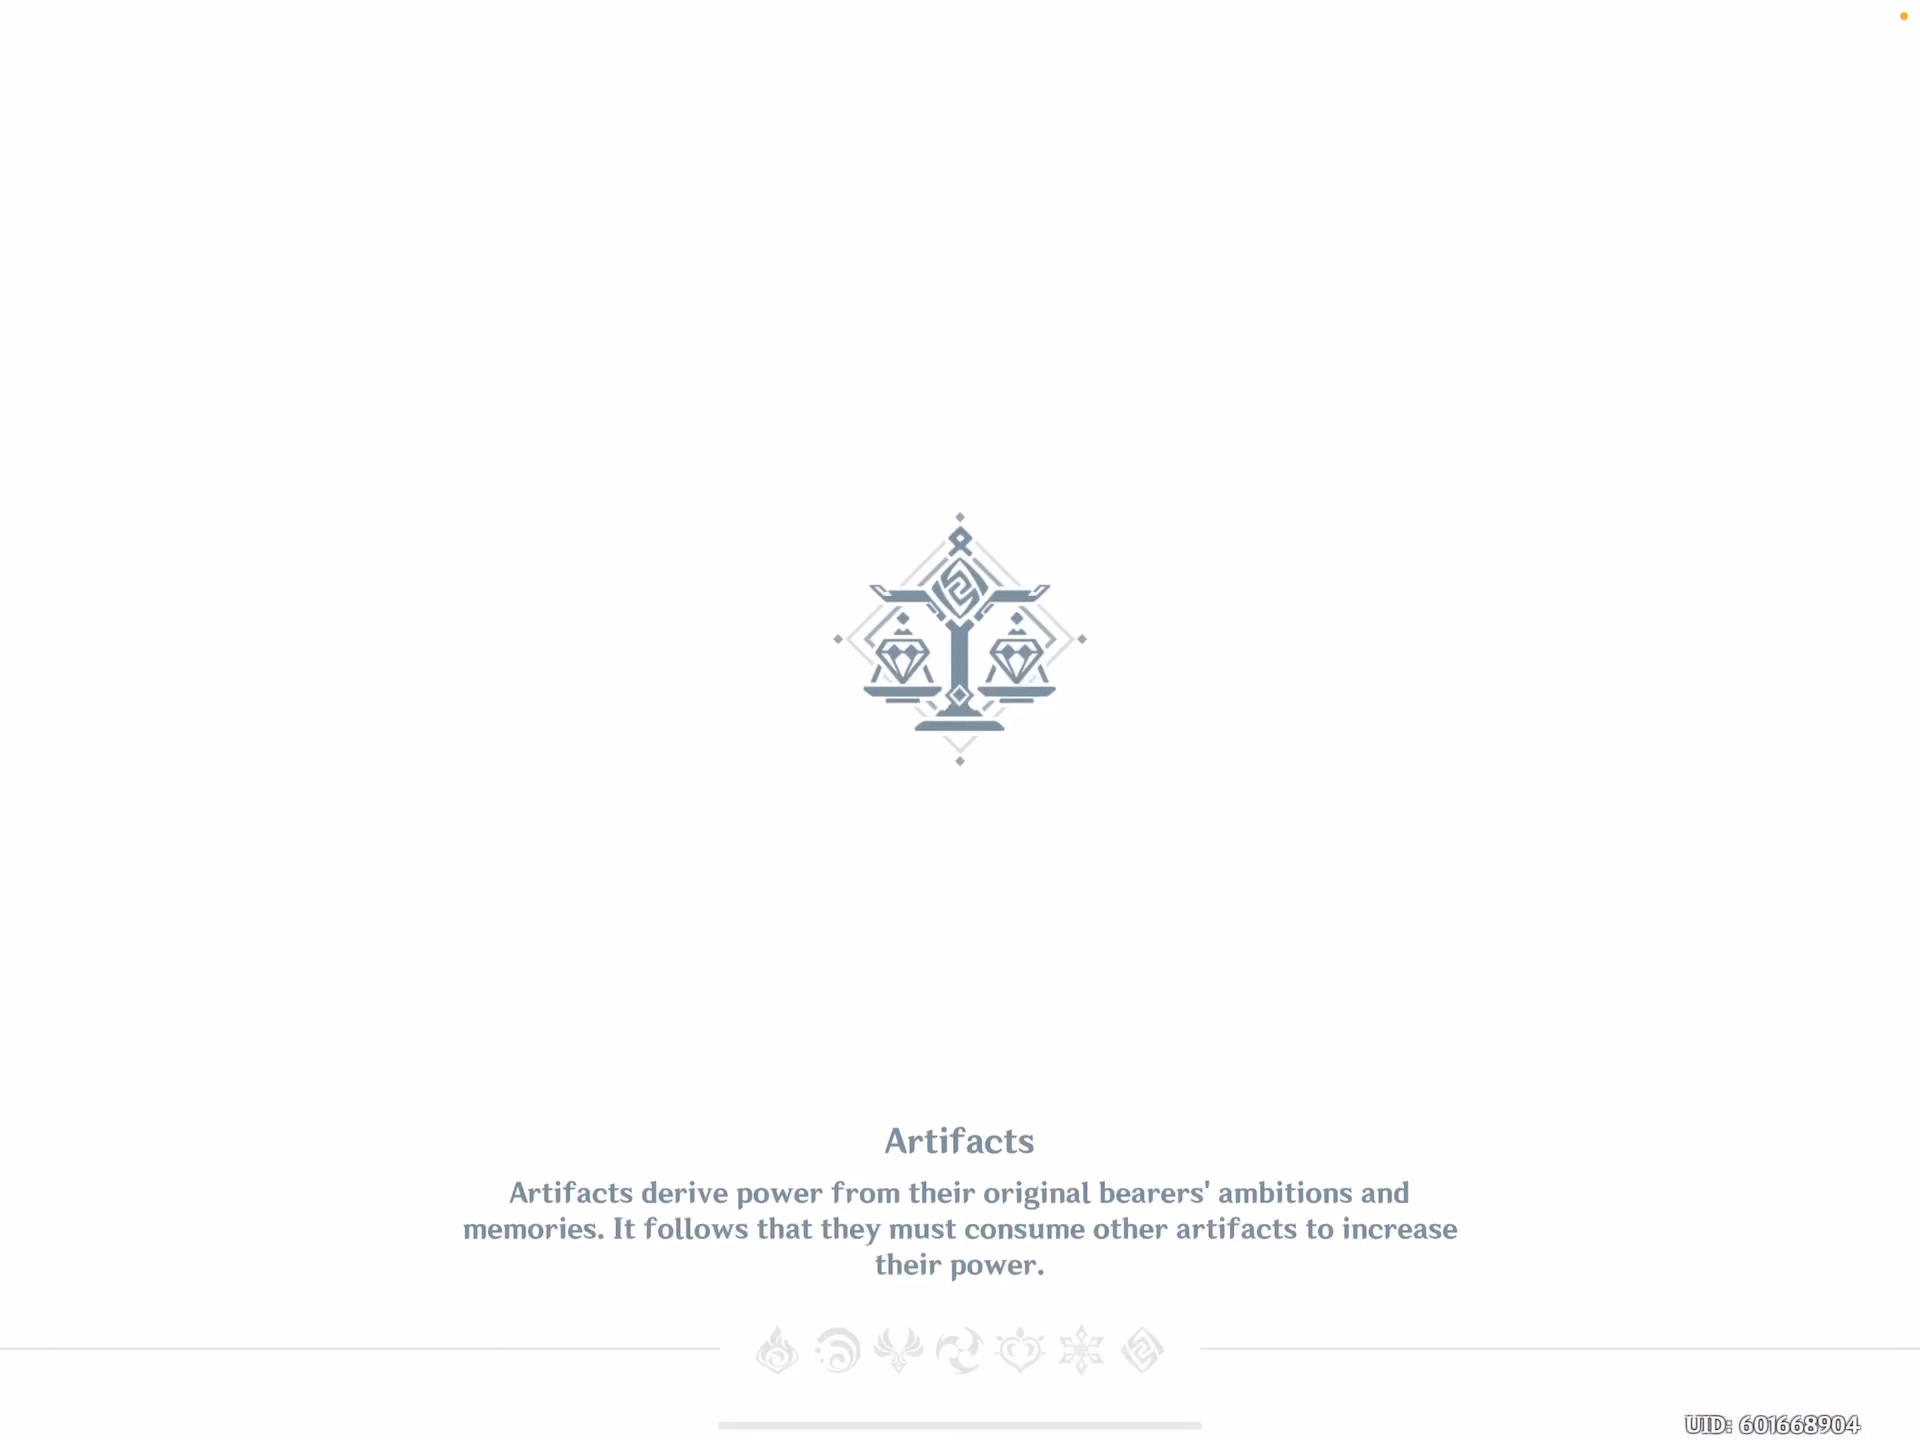 Artifacts
Artifacts derive power from their original bearers' ambitions and
memories. It follows that they must consume other artifacts to increase
their power.
UID: 601668904